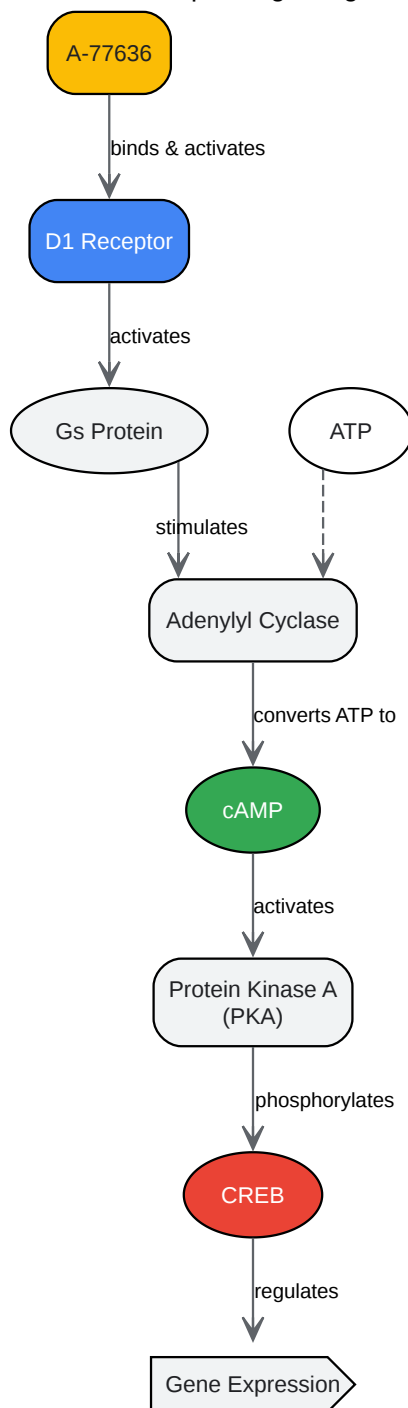 A-77636
binds & activates
D1 Receptor
activates
Gs Protein
ATP
stimulates
Adenylyl Cyclase
converts ATP to
cAMP
activates
Protein Kinase A
(PKA)
phosphorylates
CREB
regulates
Gene Expression